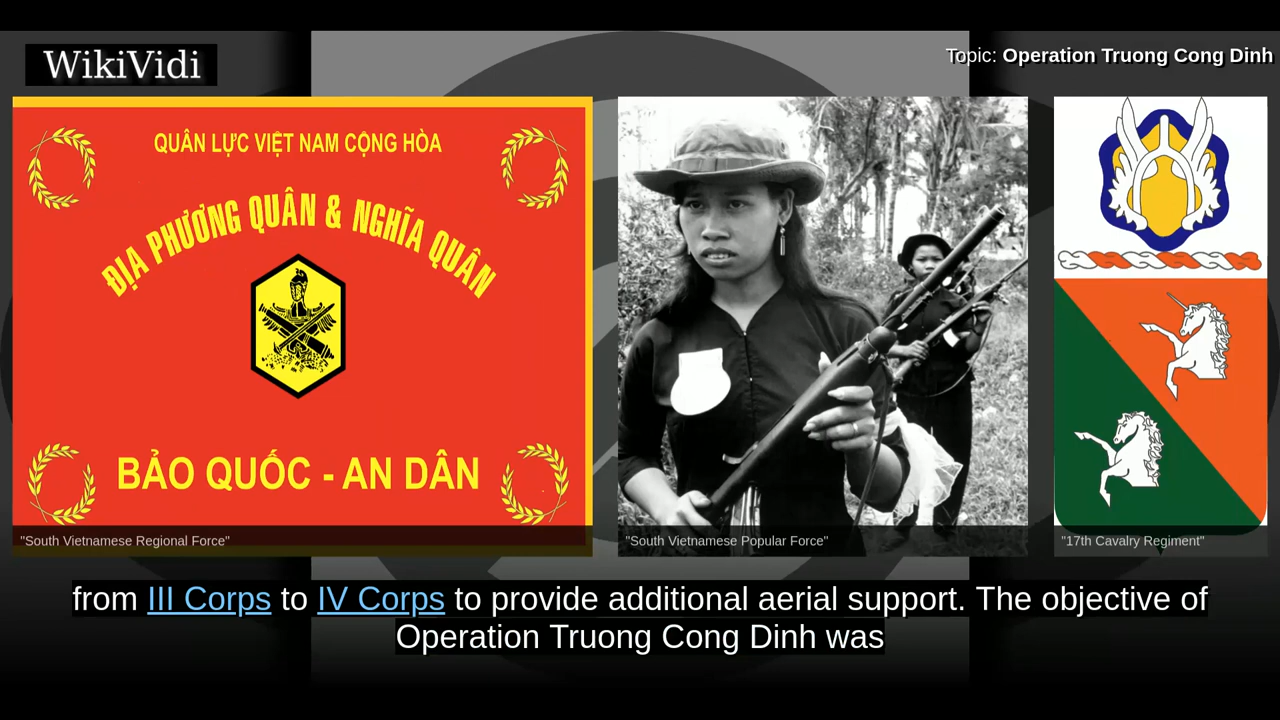 WikiVidi
Topic: Operation Truong Cong Dinh
QUÂN LỰC VIỆT NAM CỘNG HÒA
ĐỊA PHƯƠNG QUÂN & NGHĨA QUÂN
BẢO QUỐC - AN DÂN
"South Vietnamese Regional Force"
"South Vietnamese Popular Force"
"17th Cavalry Regiment"
from III Corps to IV Corps to provide additional aerial support. The objective of
Operation Truong Cong Dinh was